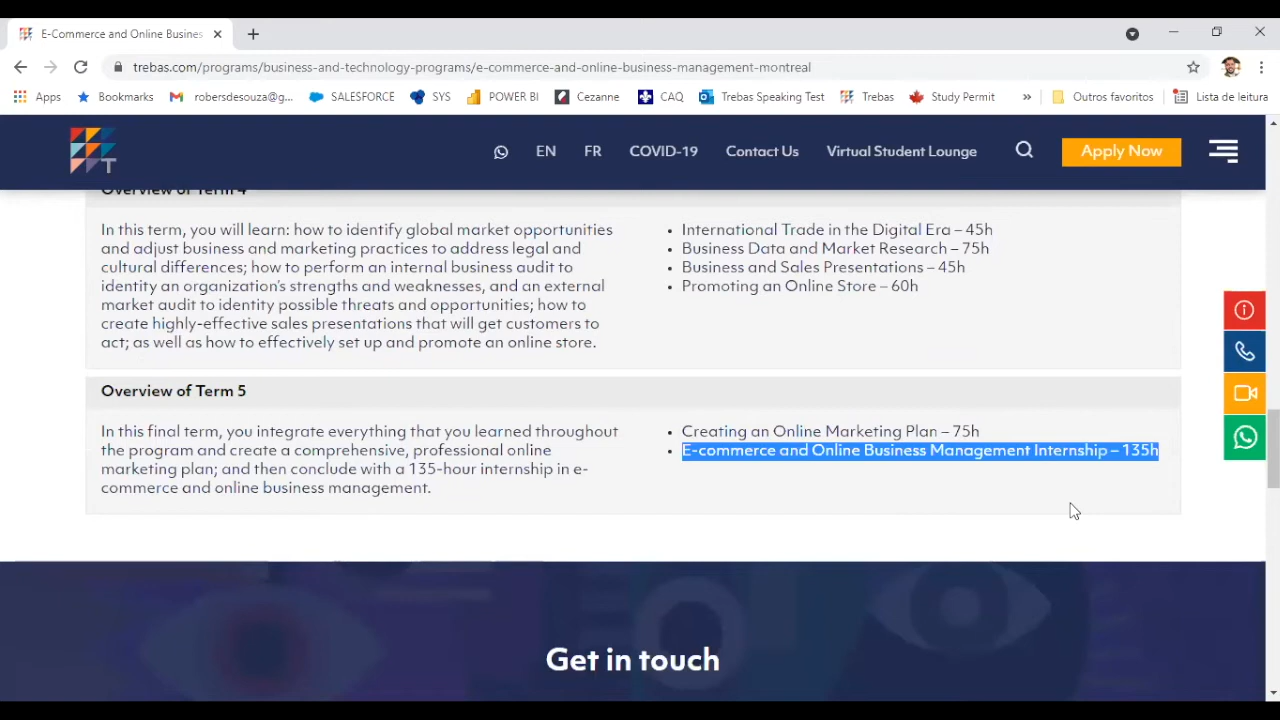 E-Commerce and Online Busines
trebas.com/programs/business-and-technology-programs/e-commerce-and-online-business-management-montreal
Apps Bookmarks robersdesouza@g... SALESFORCE SYS POWER BI Cezanne CAQ Trebas Speaking Test Trebas Study Permit » Outros favoritos Lista de leitura
T EN FR COVID-19 Contact Us Virtual Student Lounge Apply Now
Overview of Term 4
In this term, you will learn: how to identify global market opportunities
and adjust business and marketing practices to address legal and
cultural differences; how to perform an internal business audit to
identity an organization's strengths and weaknesses, and an external
market audit to identity possible threats and opportunities; how to
create highly-effective sales presentations that will get customers to
act; as well as how to effectively set up and promote an online store.
• International Trade in the Digital Era – 45h
• Business Data and Market Research – 75h
• Business and Sales Presentations – 45h
• Promoting an Online Store – 60h
Overview of Term 5
In this final term, you integrate everything that you learned throughout
the program and create a comprehensive, professional online
marketing plan; and then conclude with a 135-hour internship in e-
commerce and online business management.
• Creating an Online Marketing Plan – 75h
• E-commerce and Online Business Management Internship – 135h
Get in touch